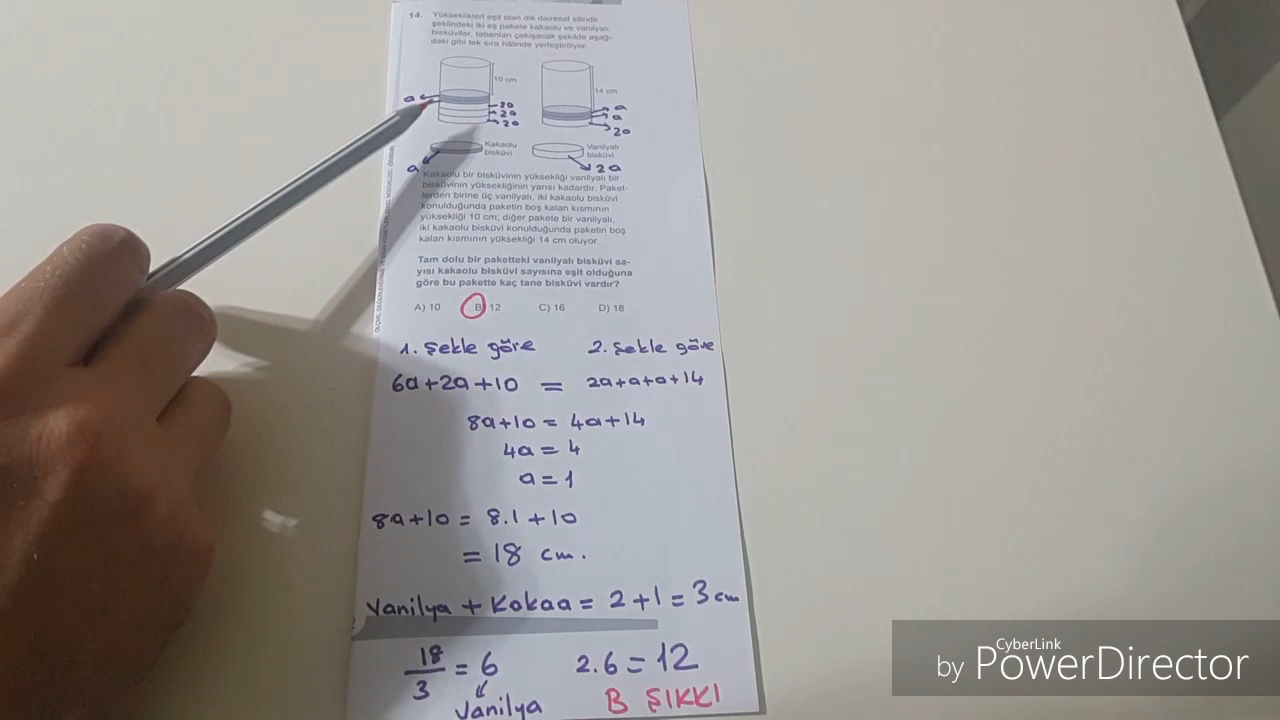 14. Yükseklikleri eşit olan dik dairesel silindir
şeklindeki iki eş pakete kakaolu ve vanilyalı
bisküviler, tabanları çakışacak şekilde aşağı-
daki gibi tek sıra hâlinde yerleştiriliyor.
10 cm
14 cm
a
2a
2a
2a
a
a
2a
Kakaolu
bisküvi
Vanilyalı
bisküvi
a
2a
Kakaolu bir bisküvinin yüksekliği vanilyalı bir
bisküvinin yüksekliğinin yarısı kadardır. Paket-
lerden birine üç vanilyalı, iki kakaolu bisküvi
konulduğunda paketin boş kalan kısmının
yüksekliği 10 cm; diğer pakete bir vanilyalı,
iki kakaolu bisküvi konulduğunda paketin boş
kalan kısmının yüksekliği 14 cm oluyor.
Tam dolu bir paketteki vanilyalı bisküvi sa-
yısı kakaolu bisküvi sayısına eşit olduğuna
göre bu pakette kaç tane bisküvi vardır?
A) 10 B) 12 C) 16 D) 18
1. Şekle göre 2. Şekle göre
6a+2a+10 = 2a+a+a+14
8a+10 = 4a+14
4a = 4
a = 1
8a+10 = 8.1+10
= 18 cm.
Vanilya + Kakaa = 2+1 = 3 cm
18/3 = 6 2.6 = 12
Vanilya B ŞIKKI
CyberLink
by PowerDirector